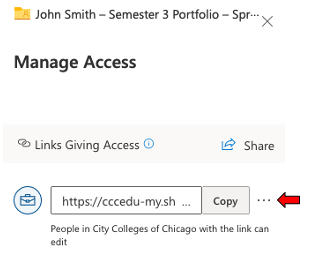 John Smith – Semester 3 Portfolio – Spr...
Manage Access
Links Giving Access
Share
https://cccedu-my.sh ...
Copy
...
People in City Colleges of Chicago with the link can
edit